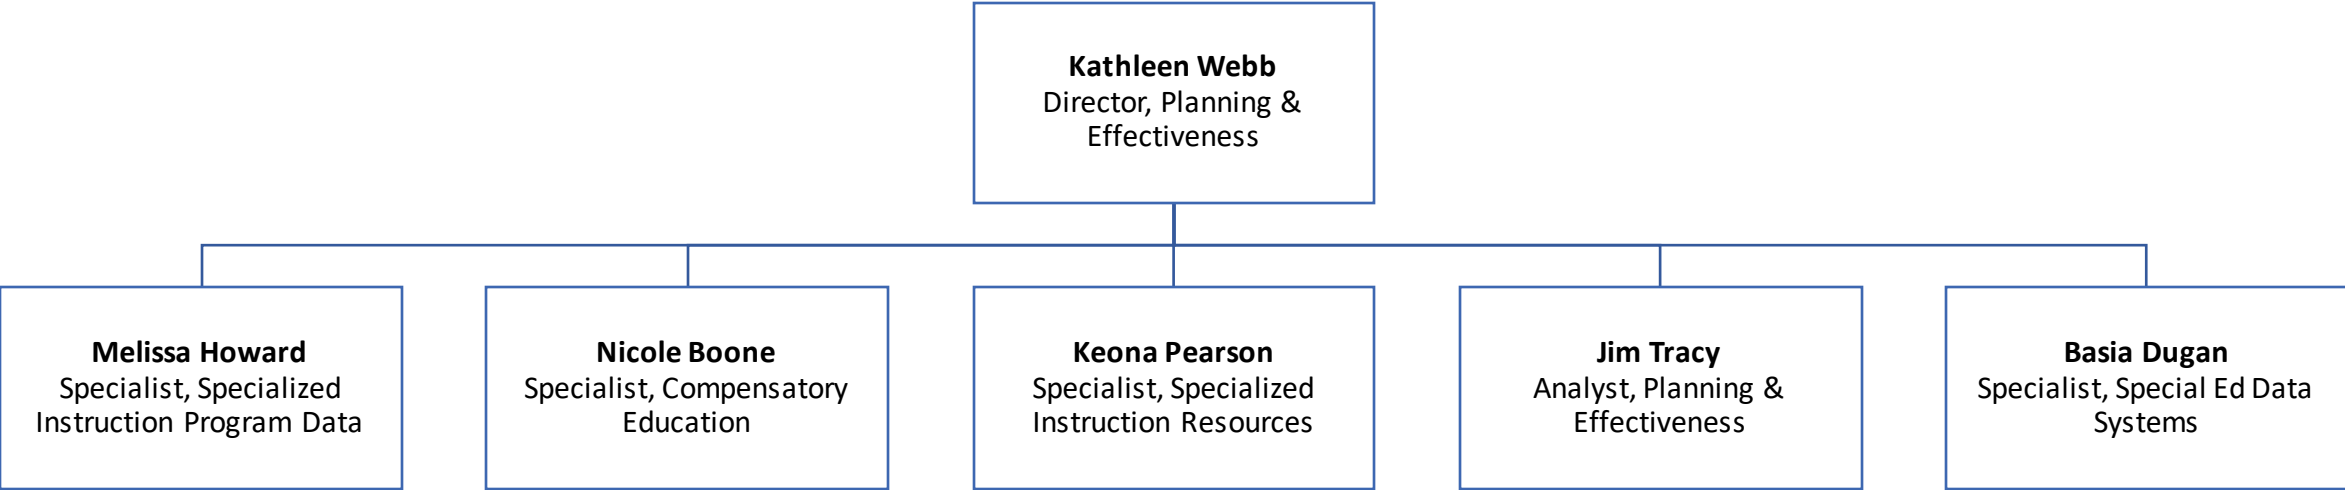 Kathleen Webb
Director, Planning &
Effectiveness
Melissa Howard
Specialist, Specialized
Instruction Program Data
Nicole Boone
Specialist, Compensatory
Education
Keona Pearson
Specialist, Specialized
Instruction Resources
Jim Tracy
Analyst, Planning &
Effectiveness
Basia Dugan
Specialist, Special Ed Data
Systems